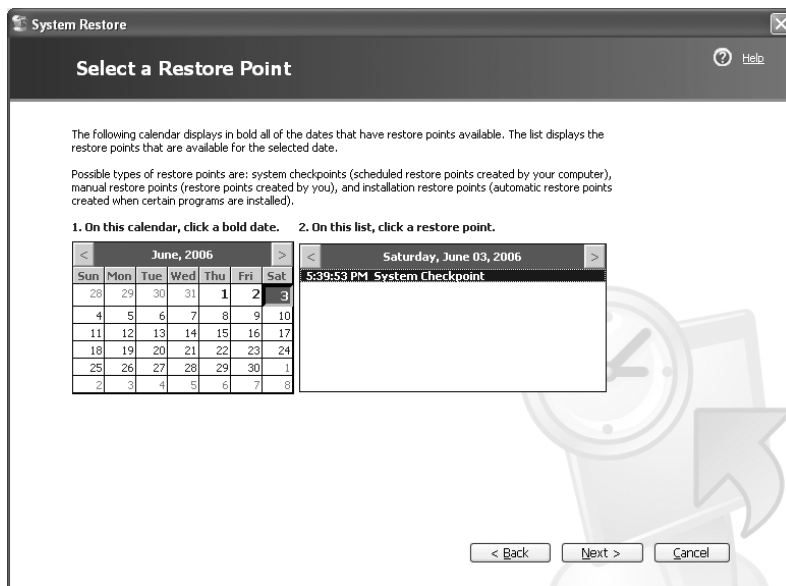 System Restore
Select a Restore Point
Help
The following calendar displays in bold all of the dates that have restore points available. The list displays the
restore points that are available for the selected date.
Possible types of restore points are: system checkpoints (scheduled restore points created by your computer),
manual restore points (restore points created by you), and installation restore points (automatic restore points
created when certain programs are installed).
1. On this calendar, click a bold date.
2. On this list, click a restore point.
< June, 2006 >
Sun Mon Tue Wed Thu Fri Sat
28 29 30 31 1 2 3
4 5 6 7 8 9 10
11 12 13 14 15 16 17
18 19 20 21 22 23 24
25 26 27 28 29 30 1
2 3 4 5 6 7 8
< Saturday, June 03, 2006 >
5:39:53 PM System Checkpoint
< Back
Next >
Cancel